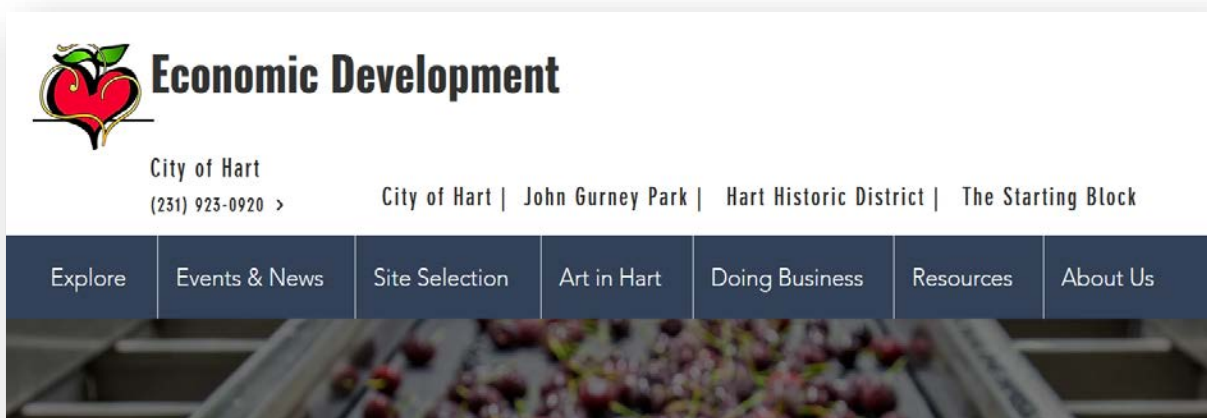 Economic Development
City of Hart
(231) 923-0920 >
City of Hart | John Gurney Park | Hart Historic District | The Starting Block
Explore Events & News Site Selection Art in Hart Doing Business Resources About Us